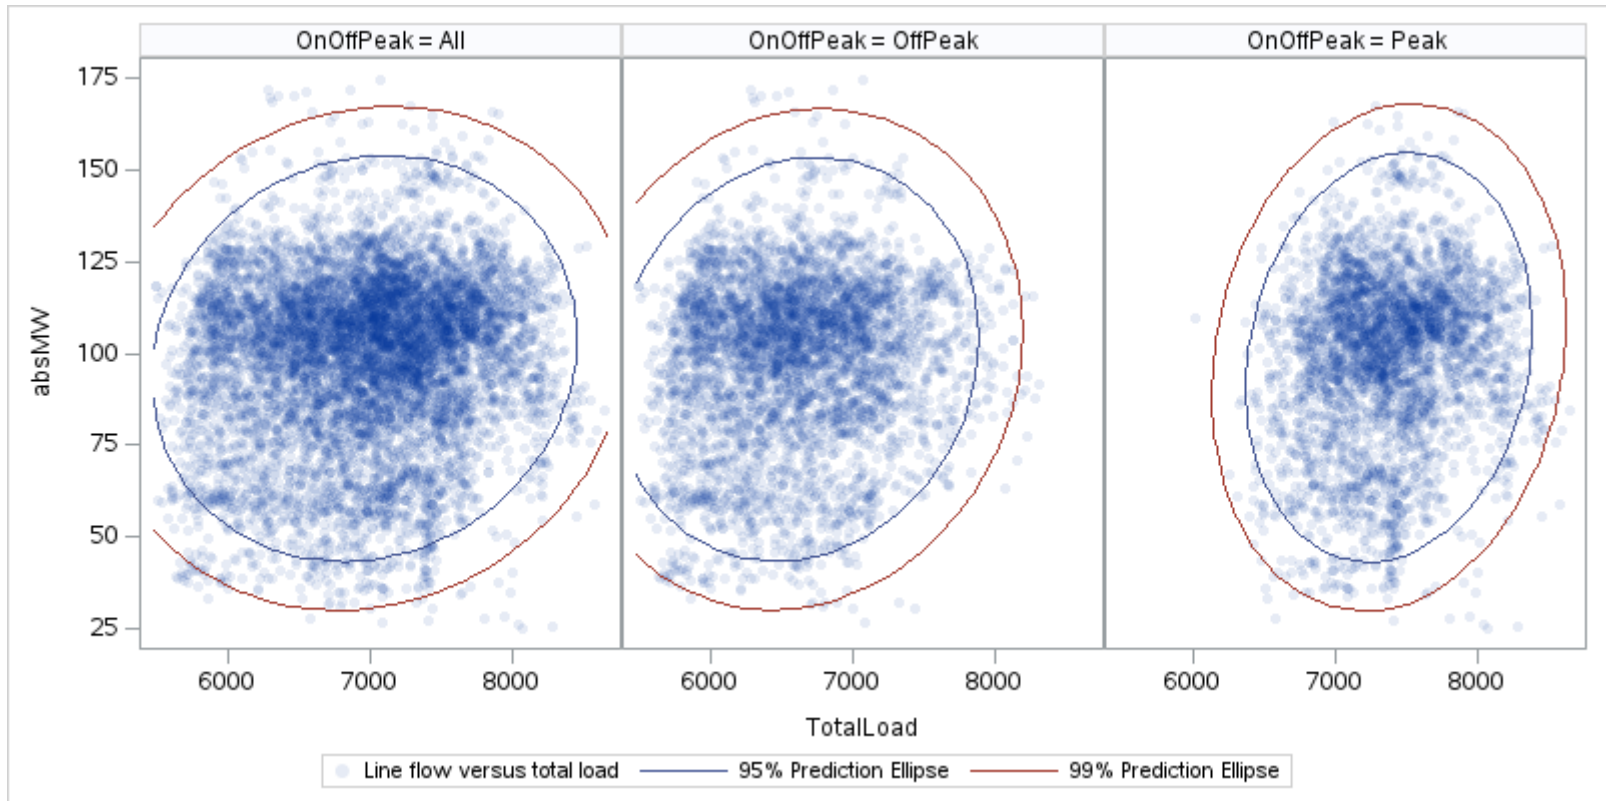 OnOffPeak = All
OnOffPeak = OffPeak
OnOffPeak = Peak
175
150
125
100
75
50
25
absMW
6000
7000
8000
6000
7000
8000
6000
7000
8000
TotalLoad
Line flow versus total load
95% Prediction Ellipse
99% Prediction Ellipse